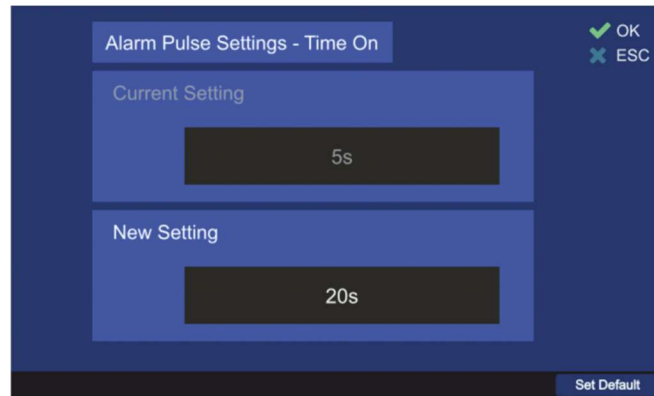 Alarm Pulse Settings - Time On
OK
ESC
Current Setting
5s
New Setting
20s
Set Default